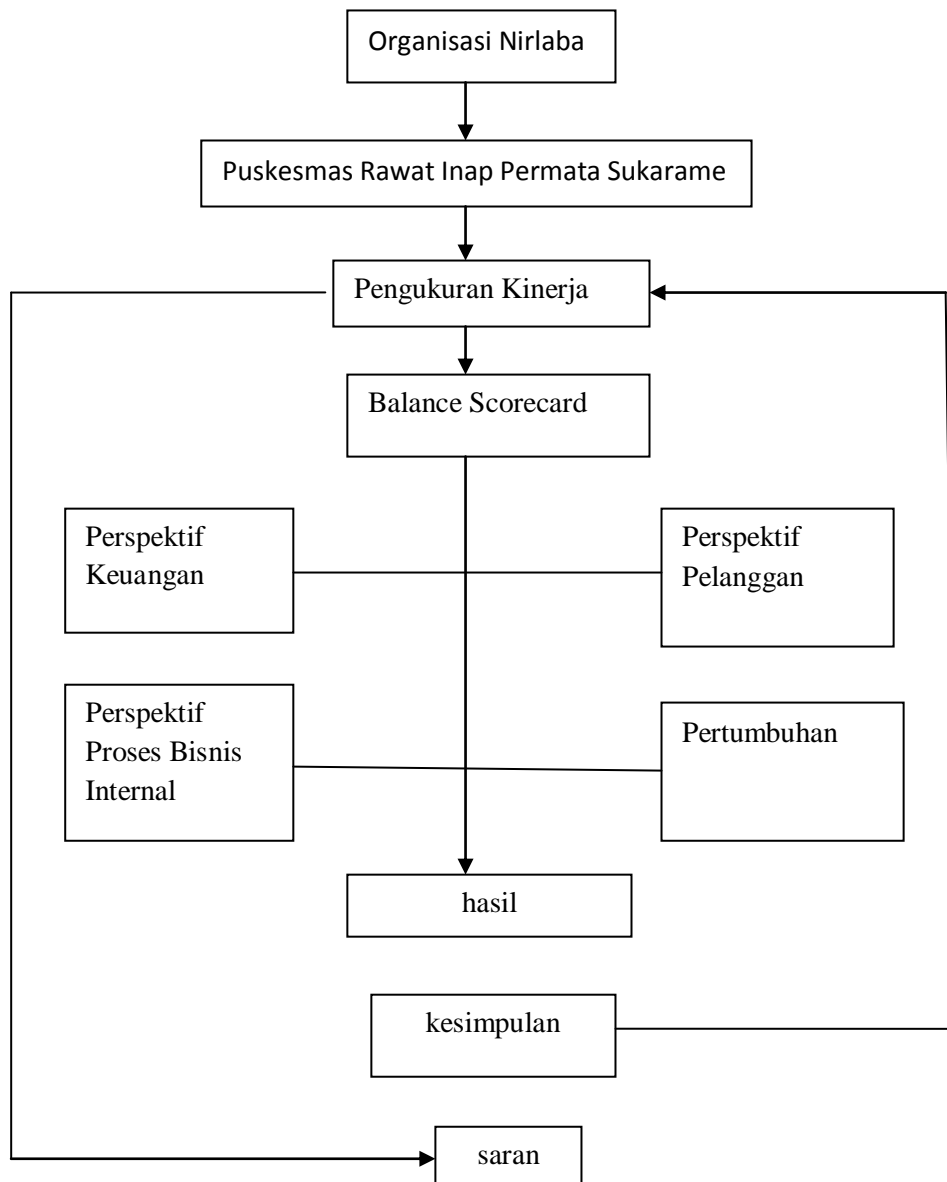 Organisasi Nirlaba
Puskesmas Rawat Inap Permata Sukarame
Pengukuran Kinerja
Balance Scorecard
Perspektif
Keuangan
Perspektif
Pelanggan
Perspektif
Proses Bisnis
Internal
Pertumbuhan
hasil
kesimpulan
saran